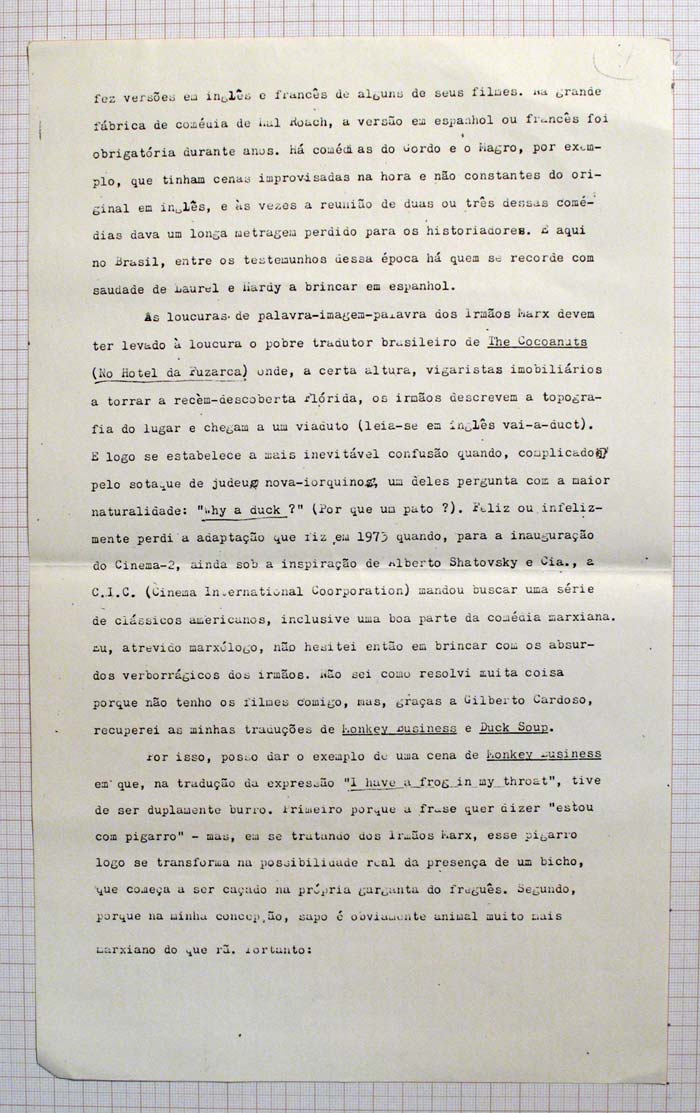 fez versões em inglês e francês de alguns de seus filmes. Na grande
fábrica de comédia de Hal Roach, a versão em espanhol ou francês foi
obrigatória durante anos. Há comédias do Gordo e o Magro, por exem-
plo, que tinham cenas improvisadas na hora e não constantes do ori-
ginal em inglês, e às vezes a reunião de duas ou três dessas comé-
dias dava um longa metragem perdido para os historiadores. E aqui
no Brasil, entre os testemunhos dessa época há quem se recorde com
saudade de Laurel e Hardy a brincar em espanhol.
As loucuras de palavra-imagem-palavra dos Irmãos Marx devem
ter levado à loucura o pobre tradutor brasileiro de The Cocoanuts
(No Hotel da Fuzarca) onde, a certa altura, vigaristas imobiliários
a torrar a recèm-descoberta Flórida, os irmãos descrevem a topogra-
fia do lugar e chegam a um viaduto (leia-se em inglês vai-a-duct).
E logo se estabelece a mais inevitável confusão quando, complicado
pelo sotaque de judeu nova-iorquino, um deles pergunta com a maior
naturalidade: "why a duck ?" (Por que um pato ?). Feliz ou infeliz-
mente perdi a adaptação que fiz em 1973 quando, para a inauguração
do Cinema-2, ainda sob a inspiração de Alberto Shatovsky e Cia., a
C.I.C. (Cinema International Coorporation) mandou buscar uma série
de clássicos americanos, inclusive uma boa parte da comédia marxiana.
Eu, atrevido marxólogo, não hesitei então em brincar com os absur-
dos verborrágicos dos irmãos. Não sei como resolvi muita coisa
porque não tenho os filmes comigo, mas, graças a Gilberto Cardoso,
recuperei as minhas traduções de Monkey Business e Duck Soup.
Por isso, posso dar o exemplo de uma cena de Monkey Business
em que, na tradução da expressão "I have a frog in my throat", tive
de ser duplamente burro. Primeiro porque a frase quer dizer "estou
com pigarro" - mas, em se tratando dos Irmãos Marx, esse pigarro
logo se transforma na possibilidade real da presença de um bicho,
que começa a ser caçado na própria garganta do freguês. Segundo,
porque na minha concepção, sapo é obviamente animal muito mais
marxiano do que rã. Portanto: